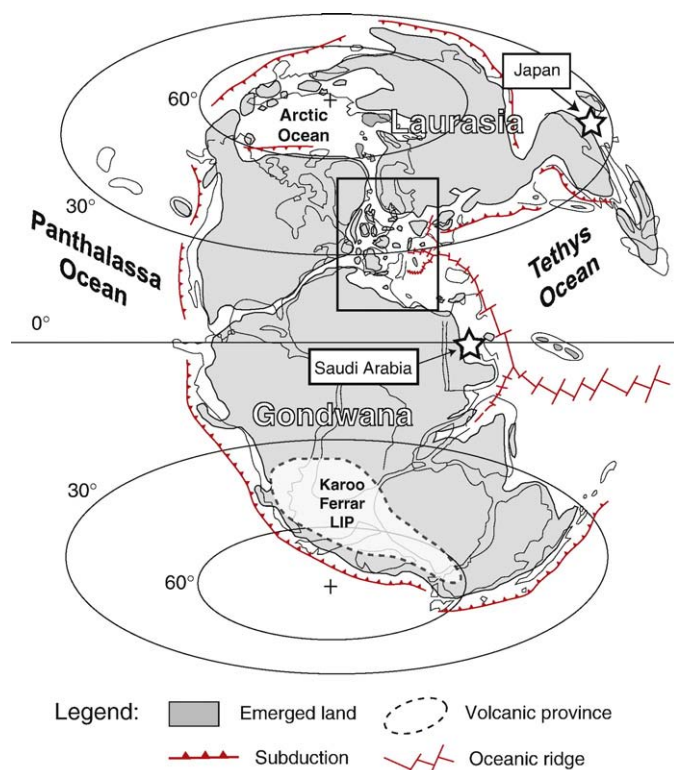 Japan
60°
Arctic
Ocean
Laurasia
30°
Panthalassa
Ocean
Tethys
Ocean
0°
Saudi Arabia
Gondwana
30°
Karoo
Ferrar
LIP
60°
Legend:
Emerged land
Volcanic province
Subduction
Oceanic ridge